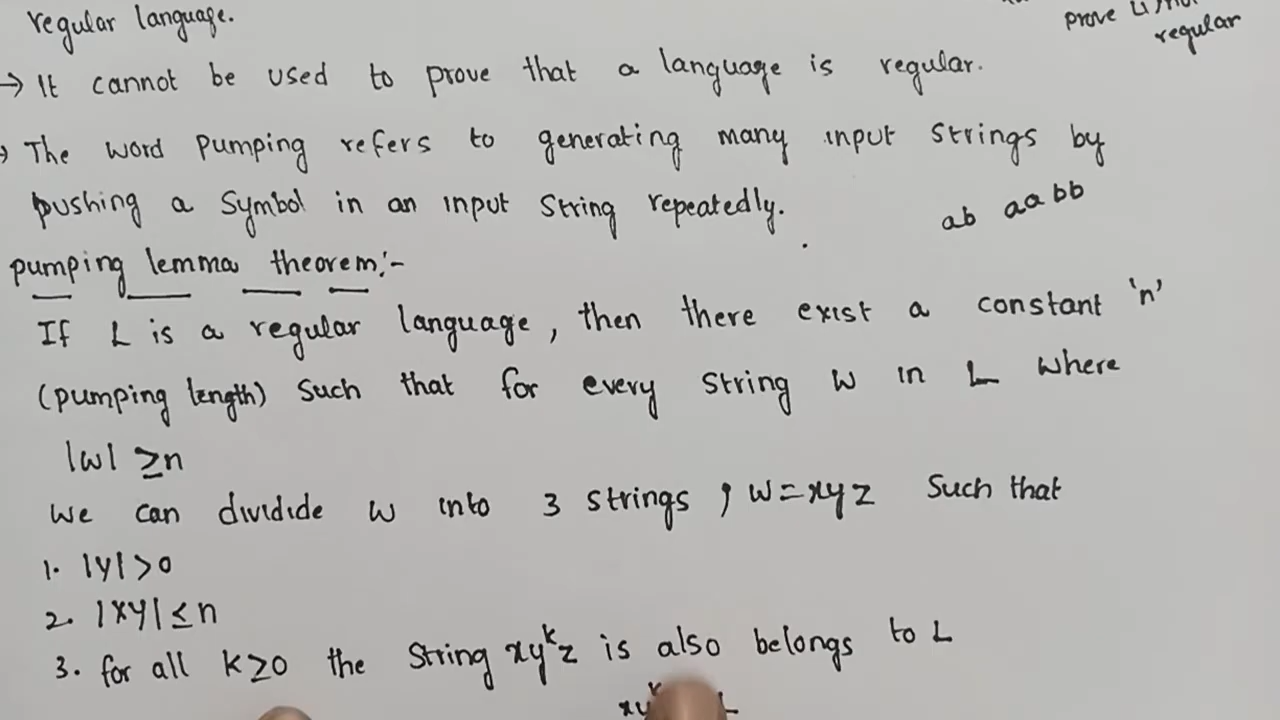 regular language.
prove
regular
→ It cannot be used to prove that a language is regular.
→ The word pumping refers to generating many input strings by
pushing a symbol in an input string repeatedly.
ab aabb
pumping lemma theorem:-
If L is a regular language, then there exist a constant 'n'
(pumping length) such that for every string w in L where
|w| ≥n
we can dividide w into 3 strings, w=xyz such that
1. |y|>0
2. |xy|≤n
3. for all k≥0 the string xy^kz is also belongs to L